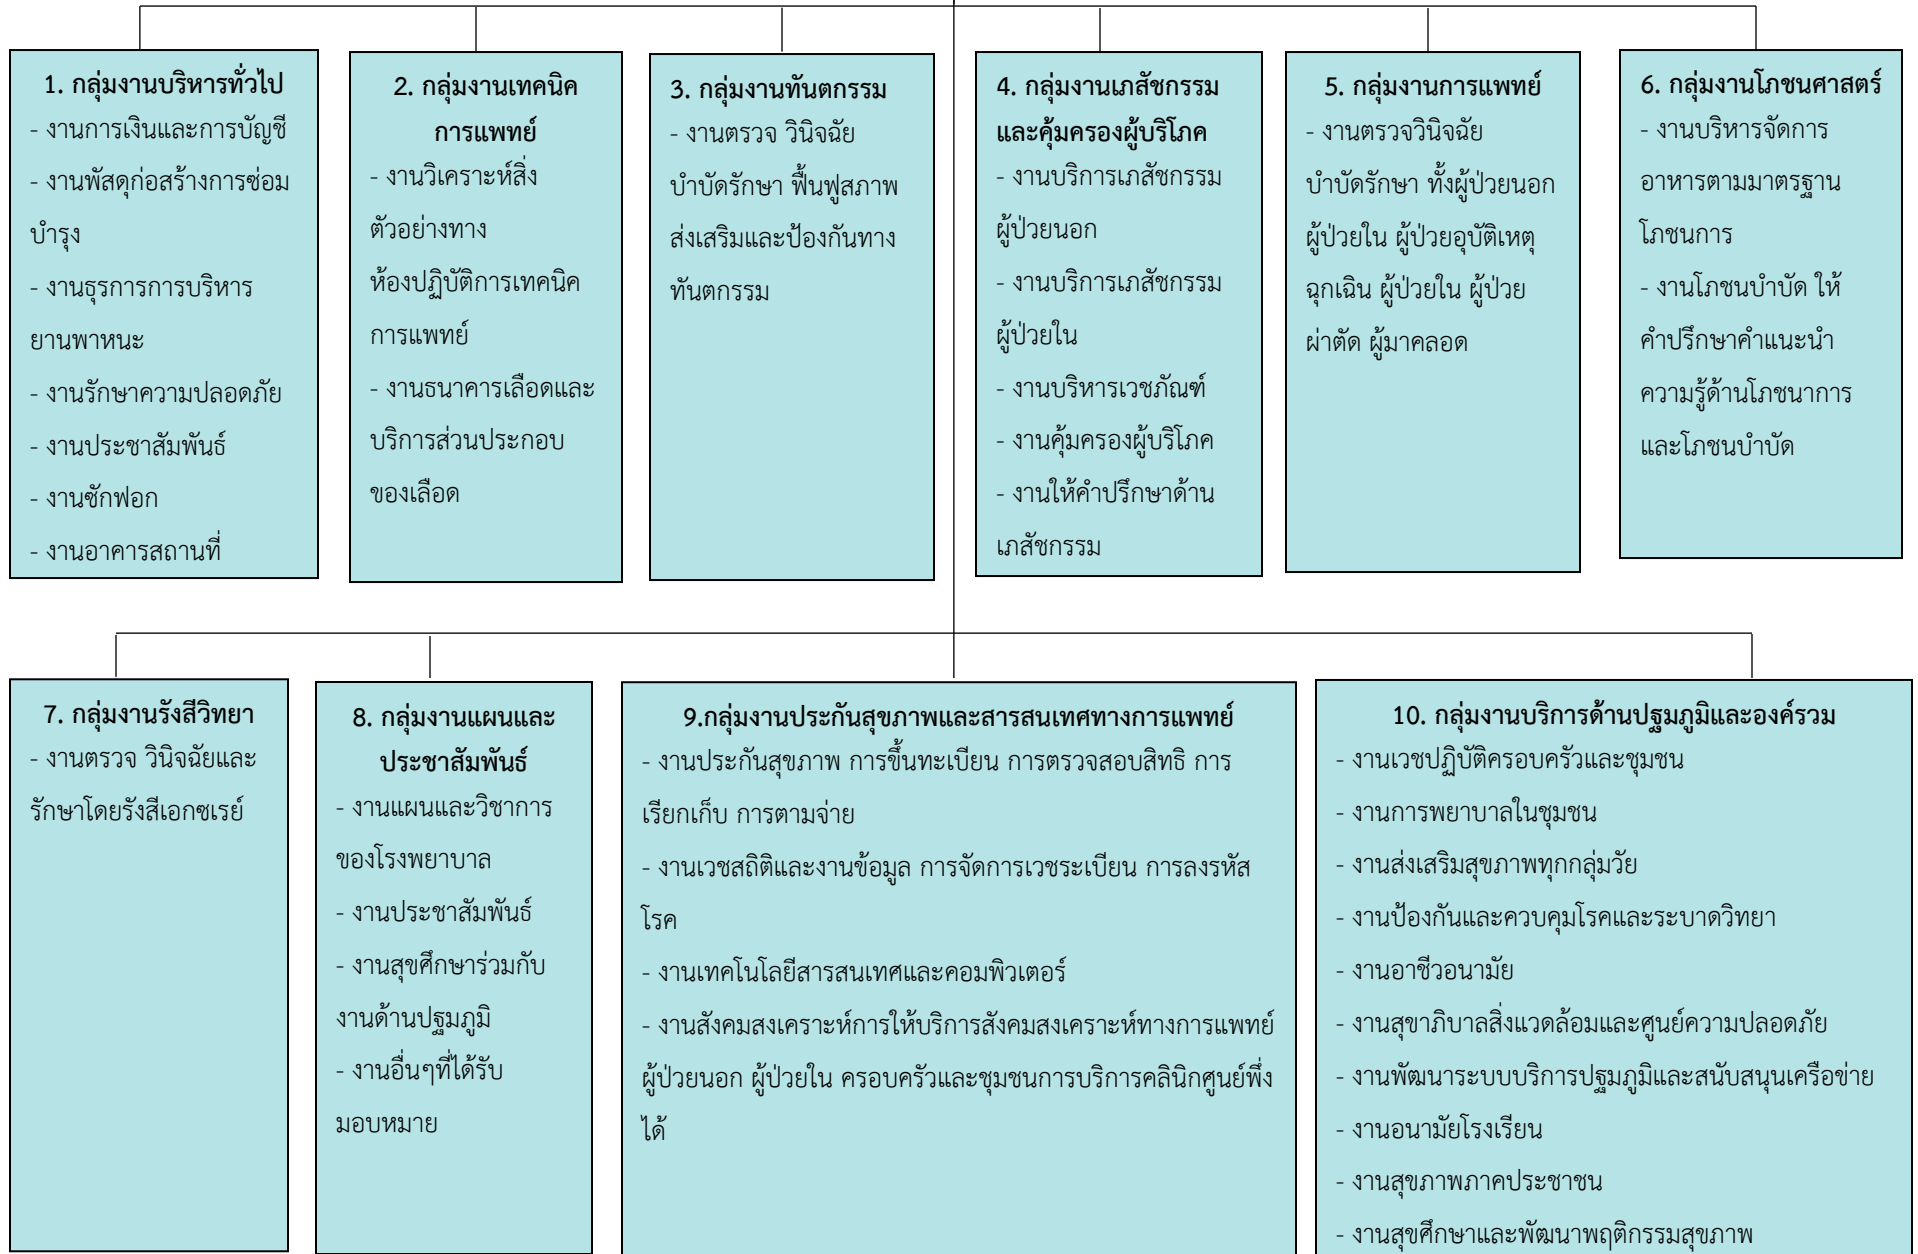 1. กลุ่มงานบริหารทั่วไป
- งานการเงินและการบัญชี
- งานพัสดุก่อสร้างการซ่อม
บำรุง
- งานธุรการการบริหาร
ยานพาหนะ
- งานรักษาความปลอดภัย
- งานประชาสัมพันธ์
- งานซักฟอก
- งานอาคารสถานที่
2. กลุ่มงานเทคนิค
การแพทย์
- งานวิเคราะห์สิ่ง
ตัวอย่างทาง
ห้องปฏิบัติการเทคนิค
การแพทย์
- งานธนาคารเลือดและ
บริการส่วนประกอบ
ของเลือด
3. กลุ่มงานทันตกรรม
- งานตรวจ วินิจฉัย
บำบัดรักษา ฟื้นฟูสภาพ
ส่งเสริมและป้องกันทาง
ทันตกรรม
4. กลุ่มงานเภสัชกรรม
และคุ้มครองผู้บริโภค
- งานบริการเภสัชกรรม
ผู้ป่วยนอก
- งานบริการเภสัชกรรม
ผู้ป่วยใน
- งานบริหารเวชภัณฑ์
- งานคุ้มครองผู้บริโภค
- งานให้คำปรึกษาด้าน
เภสัชกรรม
5. กลุ่มงานการแพทย์
- งานตรวจวินิจฉัย
บำบัดรักษา ทั้งผู้ป่วยนอก
ผู้ป่วยใน ผู้ป่วยอุบัติเหตุ
ฉุกเฉิน ผู้ป่วยใน ผู้ป่วย
ผ่าตัด ผู้มาคลอด
6. กลุ่มงานโภชนศาสตร์
- งานบริหารจัดการ
อาหารตามมาตรฐาน
โภชนการ
- งานโภชนบำบัด ให้
คำปรึกษาคำแนะนำ
ความรู้ด้านโภชนาการ
และโภชนบำบัด
7. กลุ่มงานรังสีวิทยา
- งานตรวจ วินิจฉัยและ
รักษาโดยรังสีเอกซเรย์
8. กลุ่มงานแผนและ
ประชาสัมพันธ์
- งานแผนและวิชาการ
ของโรงพยาบาล
- งานประชาสัมพันธ์
- งานสุขศึกษาร่วมกับ
งานด้านปฐมภูมิ
- งานอื่นๆที่ได้รับ
มอบหมาย
9.กลุ่มงานประกันสุขภาพและสารสนเทศทางการแพทย์
- งานประกันสุขภาพ การขึ้นทะเบียน การตรวจสอบสิทธิ การ
เรียกเก็บ การตามจ่าย
- งานเวชสถิติและงานข้อมูล การจัดการเวชระเบียน การลงรหัส
โรค
- งานเทคโนโลยีสารสนเทศและคอมพิวเตอร์
- งานสังคมสงเคราะห์การให้บริการสังคมสงเคราะห์ทางการแพทย์
ผู้ป่วยนอก ผู้ป่วยใน ครอบครัวและชุมชนการบริการคลินิกศูนย์พึ่ง
ได้
10. กลุ่มงานบริการด้านปฐมภูมิและองค์รวม
- งานเวชปฏิบัติครอบครัวและชุมชน
- งานการพยาบาลในชุมชน
- งานส่งเสริมสุขภาพทุกกลุ่มวัย
- งานป้องกันและควบคุมโรคและระบาดวิทยา
- งานอาชีวอนามัย
- งานสุขาภิบาลสิ่งแวดล้อมและศูนย์ความปลอดภัย
- งานพัฒนาระบบบริการปฐมภูมิและสนับสนุนเครือข่าย
- งานอนามัยโรงเรียน
- งานสุขภาพภาคประชาชน
- งานสุขศึกษาและพัฒนาพฤติกรรมสุขภาพ